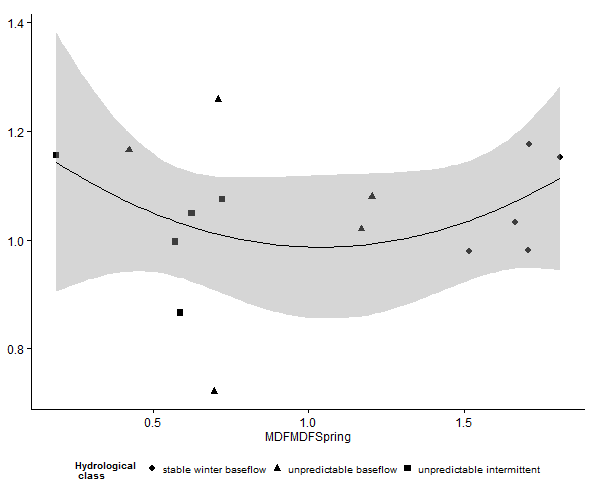 1.4
1.2
1.0
0.8
0.5 1.0 1.5
MDFMDFSpring
Hydrological
class
stable winter baseflow unpredictable baseflow unpredictable intermittent